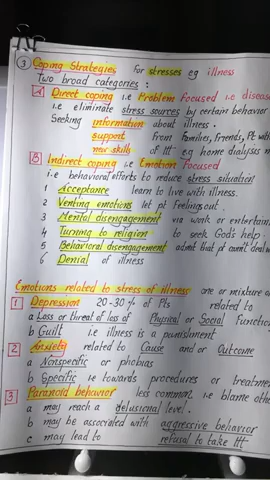 3 Coping Strategies for stresses eg illness
Two broad categories :
A Direct coping i.e Problem Focused i.e diseas
i.e eliminate stress sources by certain behavior
Seeking information about illness.
support from families, friends, Pt with
new skills of ttt eg home dialysis m
B Indirect coping i.e Emotion focused
i.e behavioral efforts to reduce stress situation
1 Acceptance learn to live with illness.
2 Venting emotions let pt Feelings out.
3 Mental disengagement via work or entertain
4 Turning to religion to seek God's help.
5 Behavioral disengagement admit that pt cannot deal w
6 Denial of illness
Emotions related to stress of illness one or mixture o
1 Depression 20-30% of Pts related to
a Loss or threat of loss of Physical or Social Functio
b Guilt i.e illness is a punishment
2 Anxiety related to Cause and or Outcome
a Nonspecific or phobias
b Specific i.e towards procedures or treatme
3 Paranoid behavior less common i.e blame othe
a may reach a delusional level.
b may be associated with aggressive behavior
c may lead to refusal to take ttt